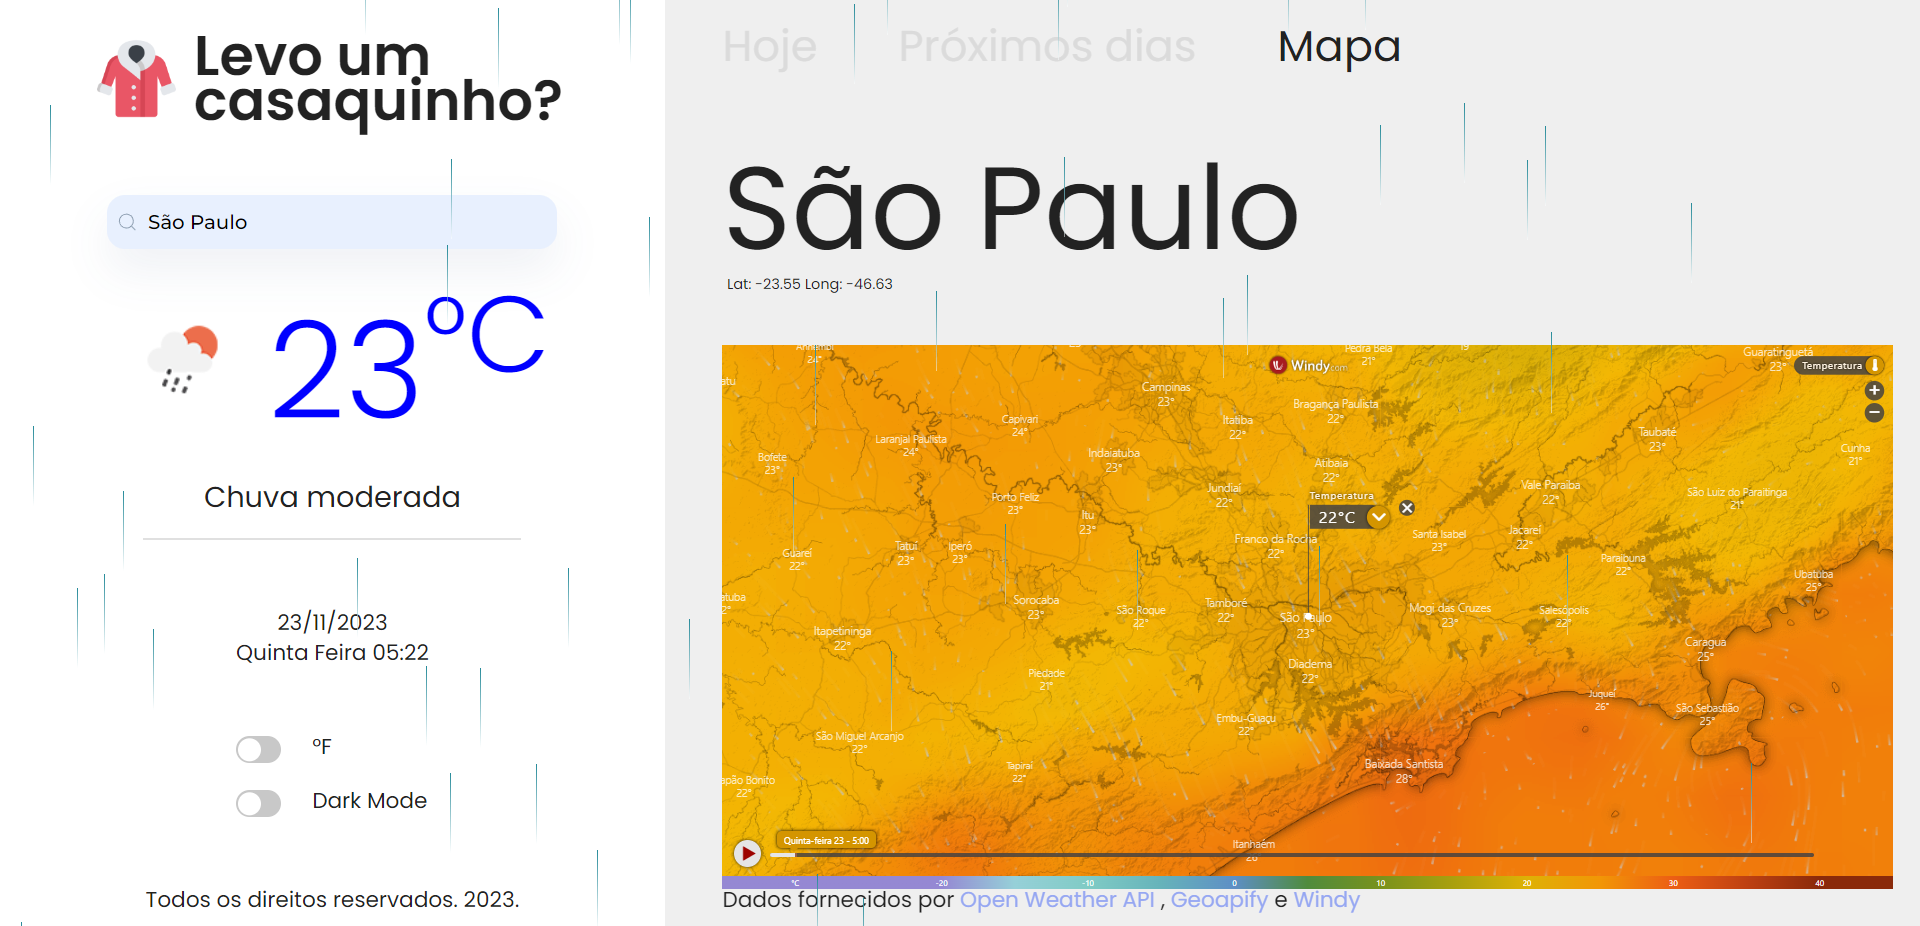 Levo um
casaquinho?
São Paulo
23°C
Chuva moderada
23/11/2023
Quinta Feira 05:22
°F
Dark Mode
Todos os direitos reservados. 2023.
Hoje Próximos dias Mapa
São Paulo
Lat: -23.55 Long: -46.63
24°
Pedra Bela
21°
19
Guaratinguetá
23°
Windy.com
Temperatura
+
−
Campinas
23°
Bragança Paulista
22°
Itatiba
22°
Capivari
24°
Laranjal Paulista
24°
Taubaté
23°
Cunha
21°
Bofete
23°
Indaiatuba
23°
Atibaia
22°
Jundiaí
22°
Vale Paraíba
22°
São Luiz do Paraitinga
21°
Porto Feliz
23°
Itu
23°
Temperatura
22°C
Franco da Rocha
22°
Santa Isabel
23°
Jacareí
22°
Guareí
22°
Tatuí
23°
Iperó
23°
Paraibuna
22°
Ubatuba
25°
atuba
2°
Sorocaba
23°
São Roque
22°
Tamboré
22°
São Paulo
23°
Mogi das Cruzes
23°
Salesópolis
22°
Itapetininga
22°
Caragua
25°
Diadema
22°
Piedade
21°
Juqueí
26°
São Sebastião
25°
Embu-Guaçu
22°
São Miguel Arcanjo
22°
Tapiraí
22°
Baixada Santista
28°
apão Bonito
22°
Quinta-feira 23 - 5:00
Itanhaém
°C -20 -10 0 10 20 30 40
Dados fornecidos por Open Weather API , Geoapify e Windy